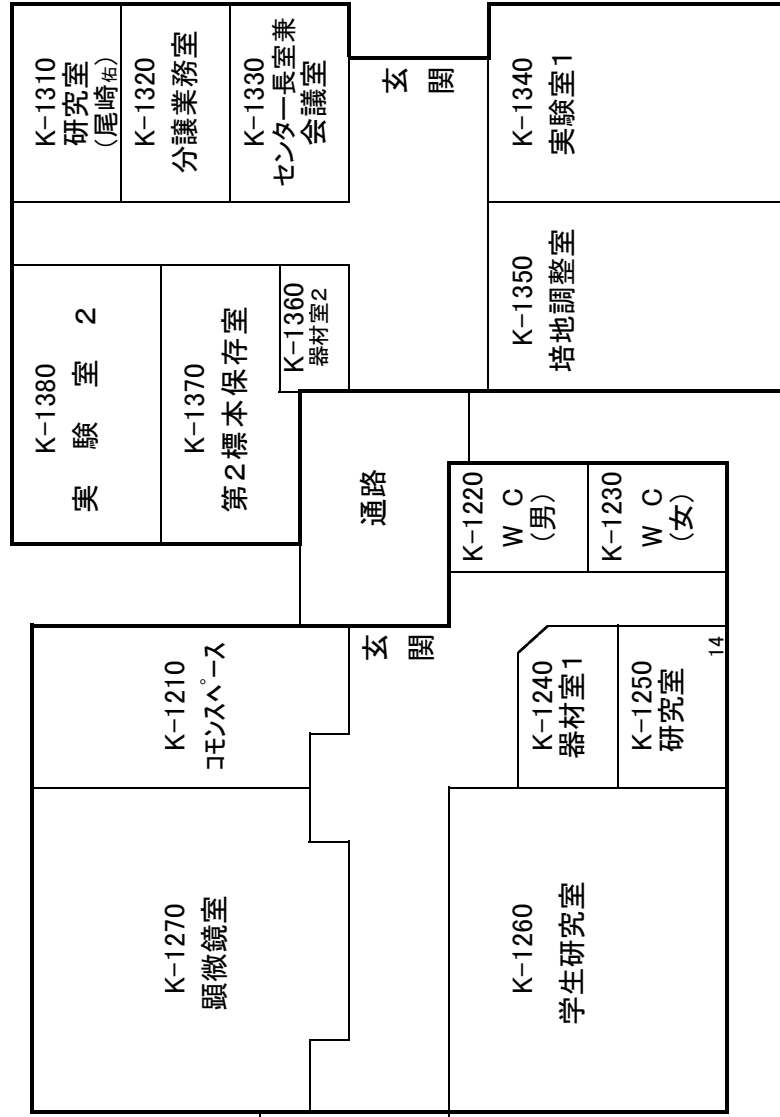 K-1310
研究室
(尾崎佑)
K-1320
分譲業務室
K-1330
センター長室兼
会議室
玄
関
K-1340
実験室1
K-1350
培地調整室
K-1360
器材室2
K-1370
第2標本保存室
K-1380
実 験 室 2
通路
K-1220
W C
(男)
K-1230
W C
(女)
玄
関
K-1210
コモンスペース
K-1240
器材室1
K-1250
研究室
14
K-1260
学生研究室
K-1270
顕微鏡室